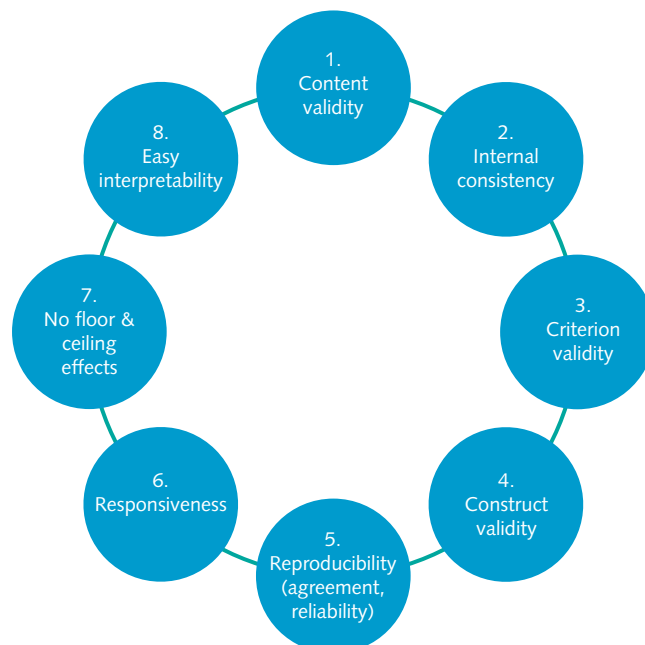 1.
Content
validity
2.
Internal
consistency
3.
Criterion
validity
4.
Construct
validity
5.
Reproducibility
(agreement,
reliability)
6.
Responsiveness
7.
No floor &
ceiling
effects
8.
Easy
interpretability